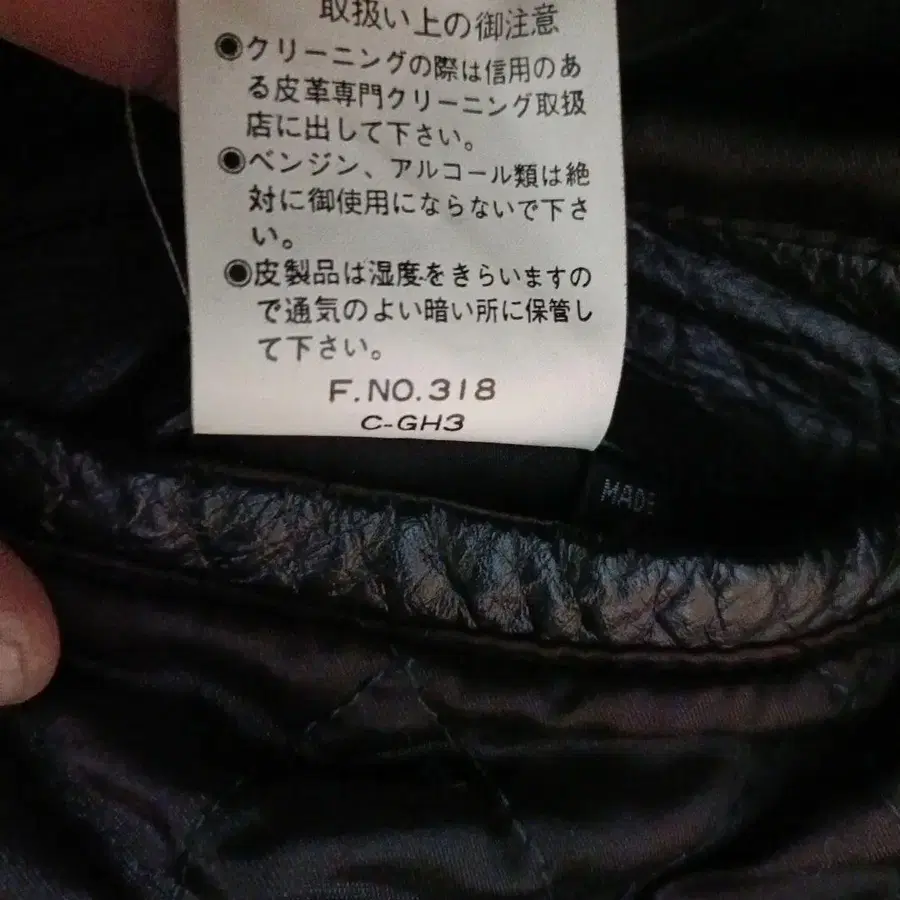 取扱い上の御注意
◉クリーニングの際は信用のあ
る皮革専門クリーニング取扱
店に出して下さい。
◉ベンジン、アルコール類は絶
対に御使用にならないで下さ
い。
◉皮製品は湿度をきらいますの
で通気のよい暗い所に保管し
て下さい。
F.NO.318
C-GH3
MADE